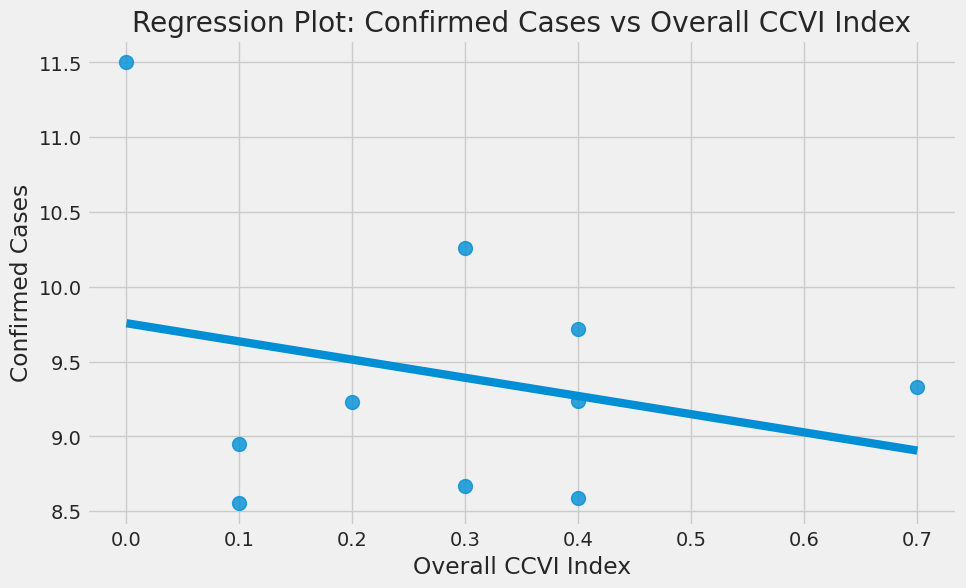 Regression Plot: Confirmed Cases vs Overall CCVI Index
11.5
11.0
10.5
10.0
9.5
9.0
8.5
Confirmed Cases
0.0 0.1 0.2 0.3 0.4 0.5 0.6 0.7
Overall CCVI Index